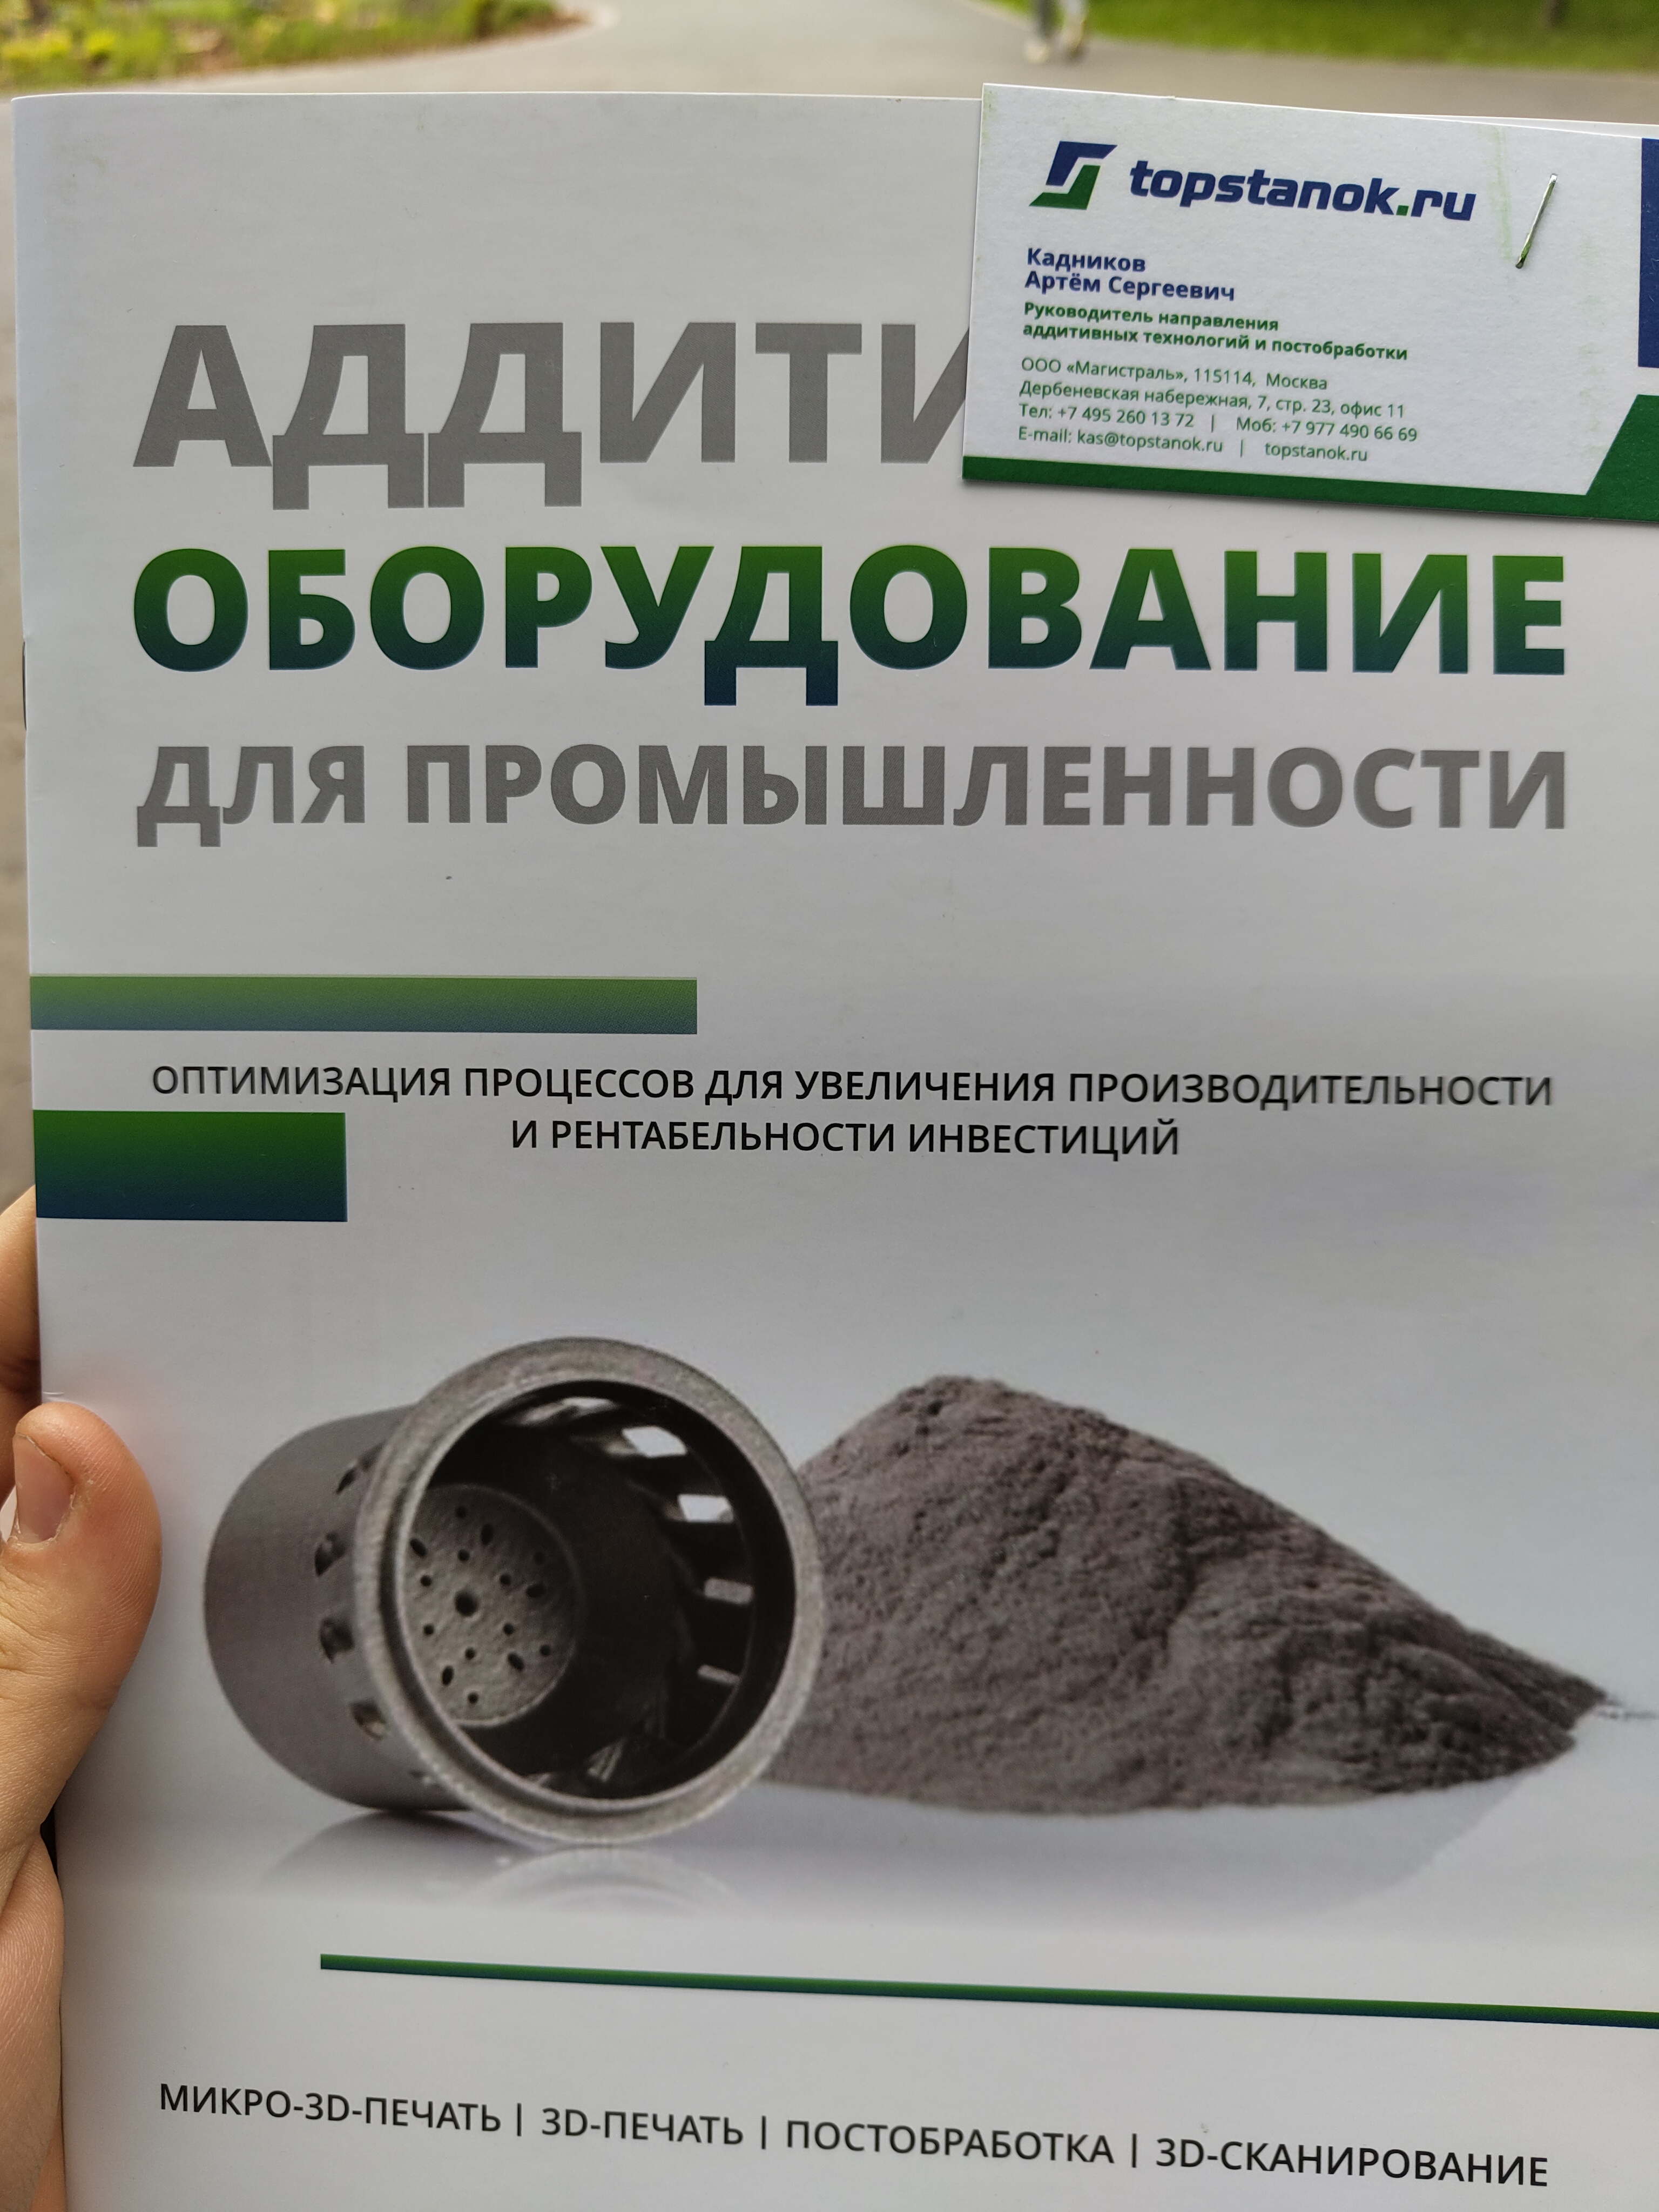 topstanok.ru
Кадников
Артём Сергеевич
Руководитель направления
аддитивных технологий и постобработки
ООО «Магистраль», 115114, Москва
Дербеневская набережная, 7, стр. 23, офис 11
Тел: +7 495 260 13 72 | Моб: +7 977 490 66 69
E-mail: kas@topstanok.ru | topstanok.ru
АДДИТИ
ОБОРУДОВАНИЕ
ДЛЯ ПРОМЫШЛЕННОСТИ
ОПТИМИЗАЦИЯ ПРОЦЕССОВ ДЛЯ УВЕЛИЧЕНИЯ ПРОИЗВОДИТЕЛЬНОСТИ
И РЕНТАБЕЛЬНОСТИ ИНВЕСТИЦИЙ
МИКРО-3D-ПЕЧАТЬ | 3D-ПЕЧАТЬ | ПОСТОБРАБОТКА | 3D-СКАНИРОВАНИЕ